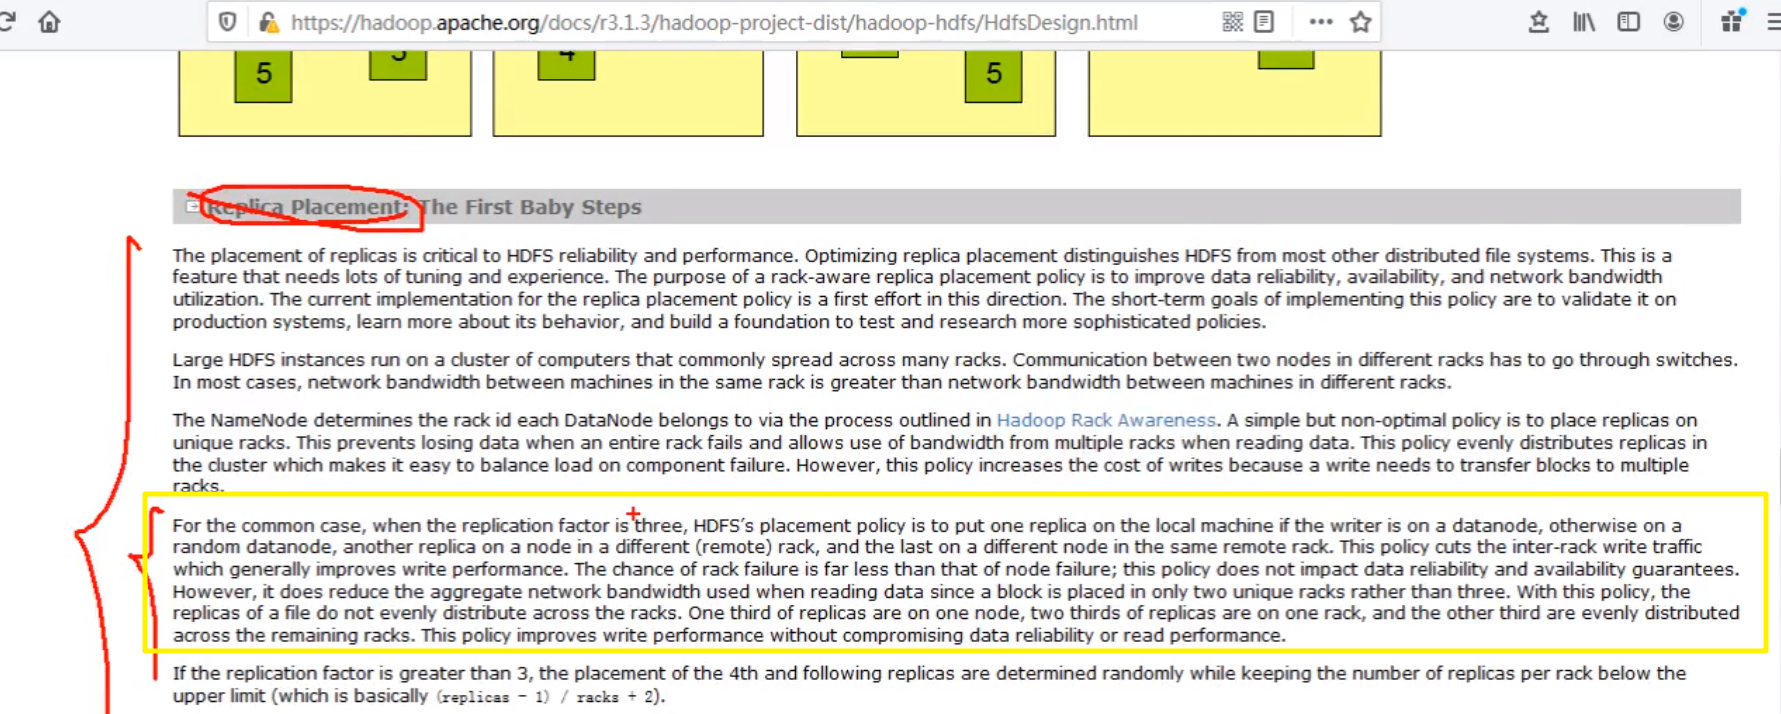 https://hadoop.apache.org/docs/r3.1.3/hadoop-project-dist/hadoop-hdfs/HdfsDesign.html
5
5
4
5
Replica Placement: The First Baby Steps
The placement of replicas is critical to HDFS reliability and performance. Optimizing replica placement distinguishes HDFS from most other distributed file systems. This is a
feature that needs lots of tuning and experience. The purpose of a rack-aware replica placement policy is to improve data reliability, availability, and network bandwidth
utilization. The current implementation for the replica placement policy is a first effort in this direction. The short-term goals of implementing this policy are to validate it on
production systems, learn more about its behavior, and build a foundation to test and research more sophisticated policies.
Large HDFS instances run on a cluster of computers that commonly spread across many racks. Communication between two nodes in different racks has to go through switches.
In most cases, network bandwidth between machines in the same rack is greater than network bandwidth between machines in different racks.
The NameNode determines the rack id each DataNode belongs to via the process outlined in Hadoop Rack Awareness. A simple but non-optimal policy is to place replicas on
unique racks. This prevents losing data when an entire rack fails and allows use of bandwidth from multiple racks when reading data. This policy evenly distributes replicas in
the cluster which makes it easy to balance load on component failure. However, this policy increases the cost of writes because a write needs to transfer blocks to multiple
racks.
For the common case, when the replication factor is three, HDFS's placement policy is to put one replica on the local machine if the writer is on a datanode, otherwise on a
random datanode, another replica on a node in a different (remote) rack, and the last on a different node in the same remote rack. This policy cuts the inter-rack write traffic
which generally improves write performance. The chance of rack failure is far less than that of node failure; this policy does not impact data reliability and availability guarantees.
However, it does reduce the aggregate network bandwidth used when reading data since a block is placed in only two unique racks rather than three. With this policy, the
replicas of a file do not evenly distribute across the racks. One third of replicas are on one node, two thirds of replicas are on one rack, and the other third are evenly distributed
across the remaining racks. This policy improves write performance without compromising data reliability or read performance.
If the replication factor is greater than 3, the placement of the 4th and following replicas are determined randomly while keeping the number of replicas per rack below the
upper limit (which is basically (replicas - 1) / racks + 2).